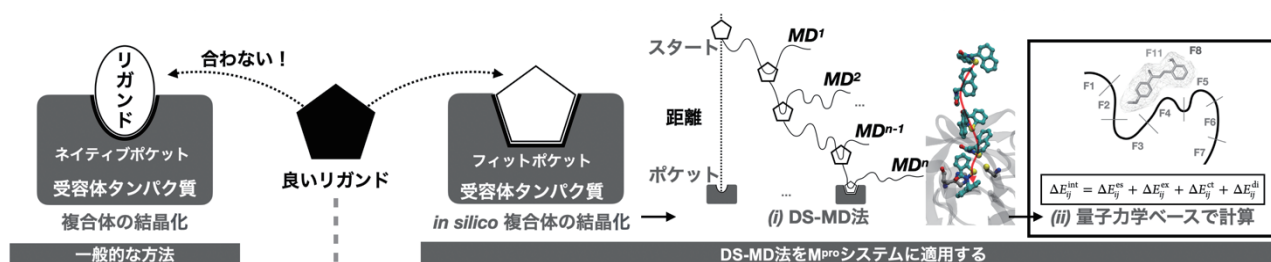 リガンド
合わない！
ネイティブポケット
受容体タンパク質
複合体の結晶化
一般的な方法
良いリガンド
フィットポケット
受容体タンパク質
in silico 複合体の結晶化
スタート
距離
ポケット
MD1
MD2
...
MDn-1
MDn
...
(i) DS-MD法
F1
F2
F3
F4
F5
F6
F7
F8
F11
ΔE_ij^int = ΔE_ij^es + ΔE_ij^ex + ΔE_ij^ct + ΔE_ij^di
(ii) 量子力学ベースで計算
DS-MD法をMproシステムに適用する